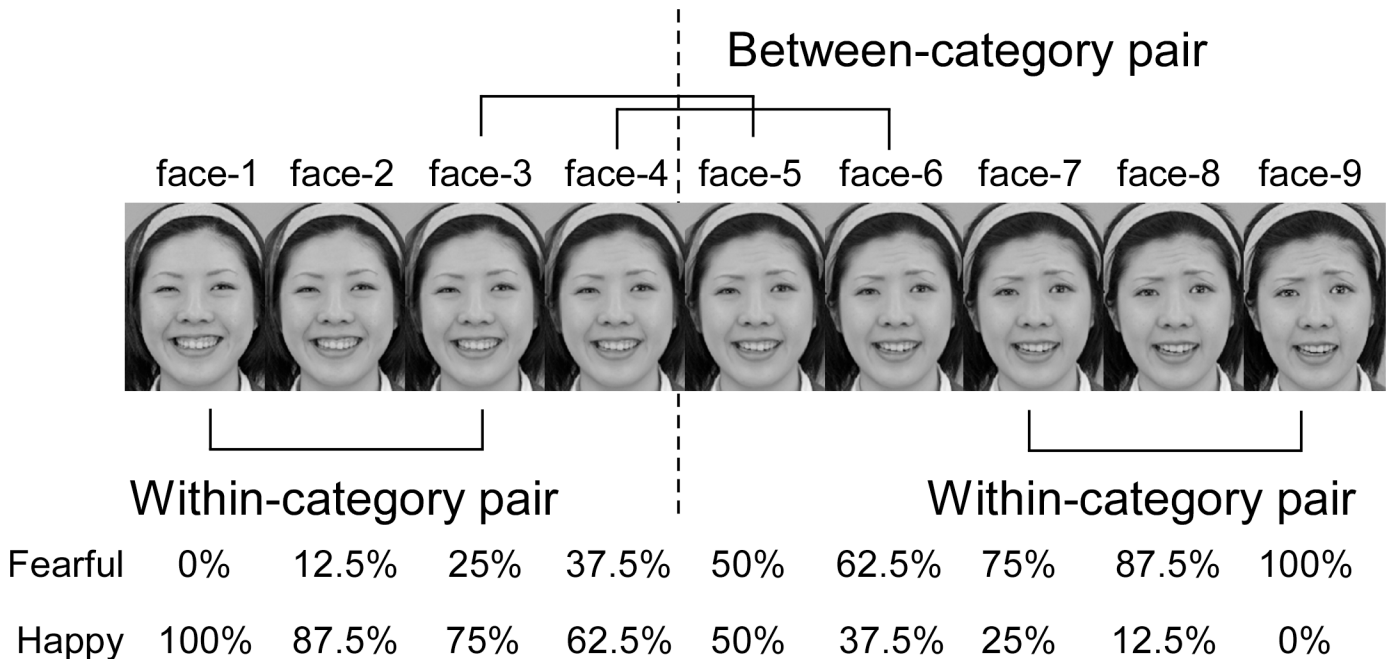 Between-category pair
face-1 face-2 face-3 face-4 face-5 face-6 face-7 face-8 face-9
Within-category pair Within-category pair
Fearful 0% 12.5% 25% 37.5% 50% 62.5% 75% 87.5% 100%
Happy 100% 87.5% 75% 62.5% 50% 37.5% 25% 12.5% 0%